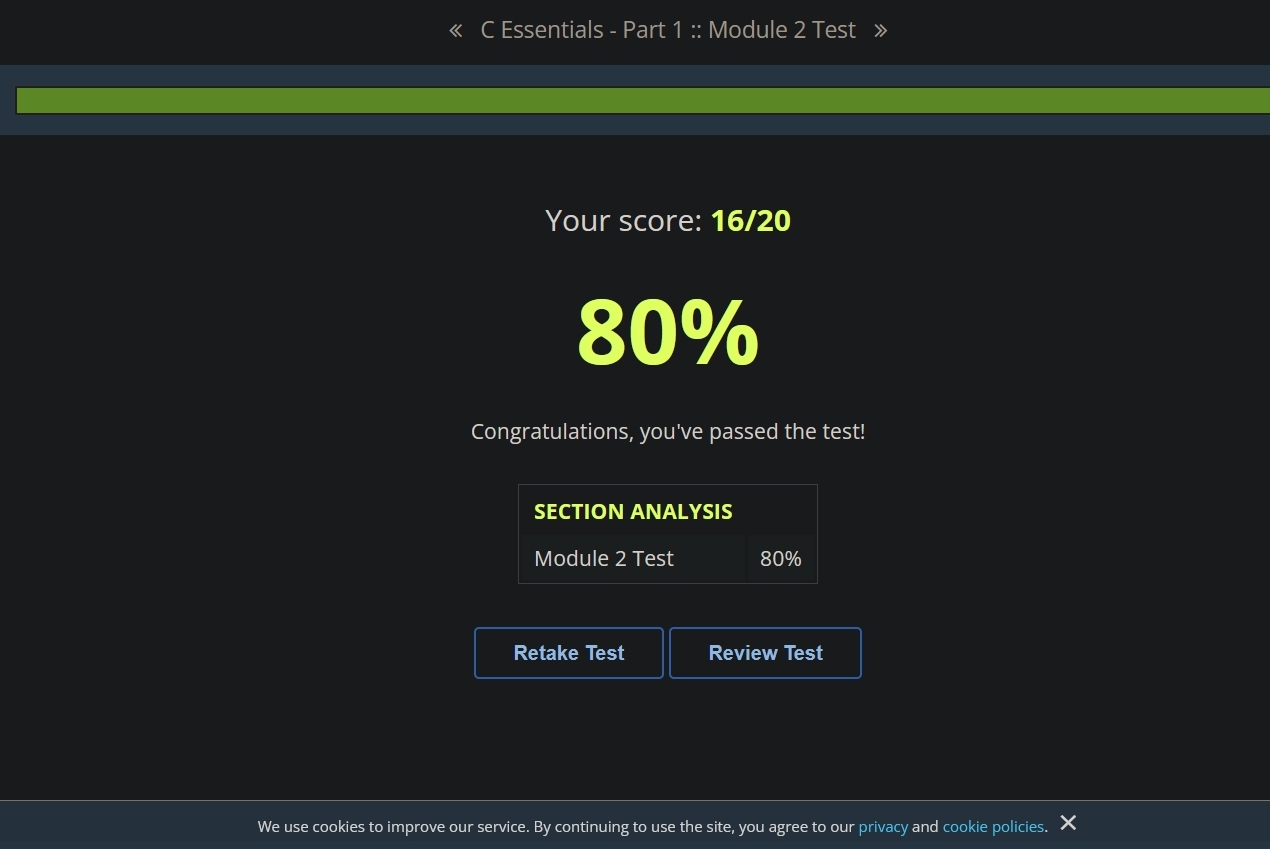 « C Essentials - Part 1 :: Module 2 Test »
Your score: 16/20
80%
Congratulations, you've passed the test!
SECTION ANALYSIS
Module 2 Test 80%
Retake Test Review Test
We use cookies to improve our service. By continuing to use the site, you agree to our privacy and cookie policies. ✕